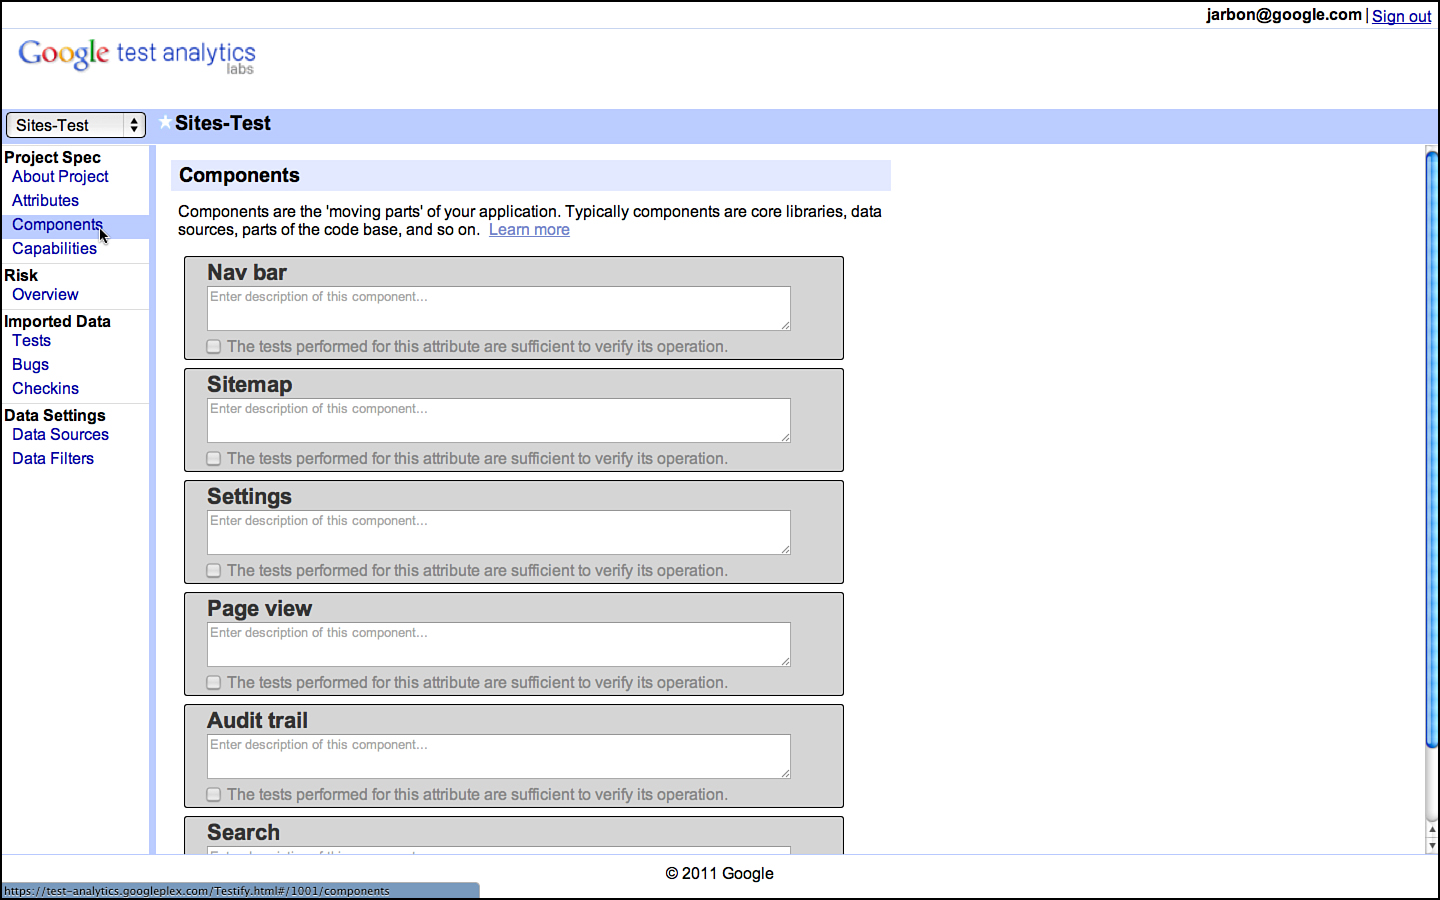 jarbon@google.com | Sign out
Google test analytics
labs
Sites-Test
Sites-Test
Project Spec
About Project
Attributes
Components
Capabilities
Risk
Overview
Imported Data
Tests
Bugs
Checkins
Data Settings
Data Sources
Data Filters
Components
Components are the 'moving parts' of your application. Typically components are core libraries, data
sources, parts of the code base, and so on. Learn more
Nav bar
Enter description of this component...
The tests performed for this attribute are sufficient to verify its operation.
Sitemap
Enter description of this component...
The tests performed for this attribute are sufficient to verify its operation.
Settings
Enter description of this component...
The tests performed for this attribute are sufficient to verify its operation.
Page view
Enter description of this component...
The tests performed for this attribute are sufficient to verify its operation.
Audit trail
Enter description of this component...
The tests performed for this attribute are sufficient to verify its operation.
Search
© 2011 Google
https://test-analytics.googleplex.com/Testify.html#/1001/components